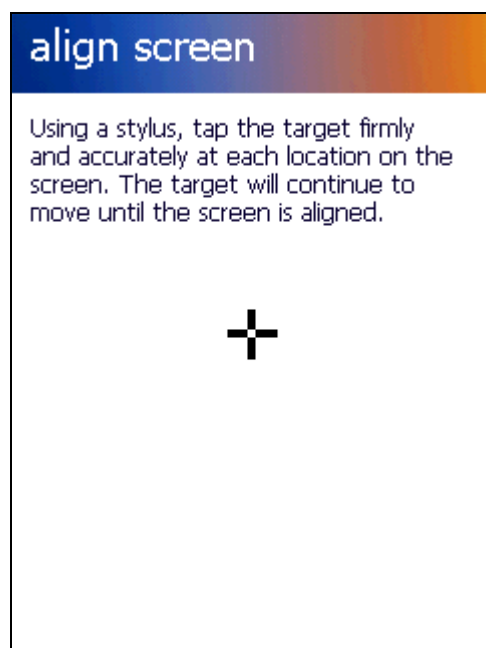 align screen
Using a stylus, tap the target firmly
and accurately at each location on the
screen. The target will continue to
move until the screen is aligned.